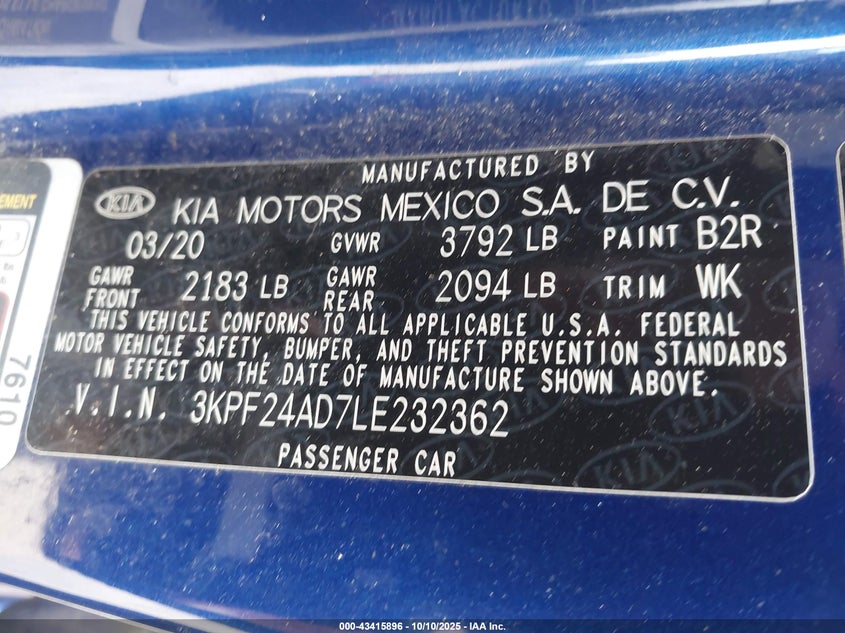 MANUFACTURED BY
KIA KIA MOTORS MEXICO S.A. DE C.V.
03/20 GVWR 3792 LB PAINT B2R
GAWR FRONT 2183 LB GAWR REAR 2094 LB TRIM WK
THIS VEHICLE CONFORMS TO ALL APPLICABLE U.S.A. FEDERAL
MOTOR VEHICLE SAFETY, BUMPER, AND THEFT PREVENTION STANDARDS
IN EFFECT ON THE DATE OF MANUFACTURE SHOWN ABOVE.
V.I.N. 3KPF24AD7LE232362
PASSENGER CAR
7610
000-43415896 - 10/10/2025 - IAA Inc.